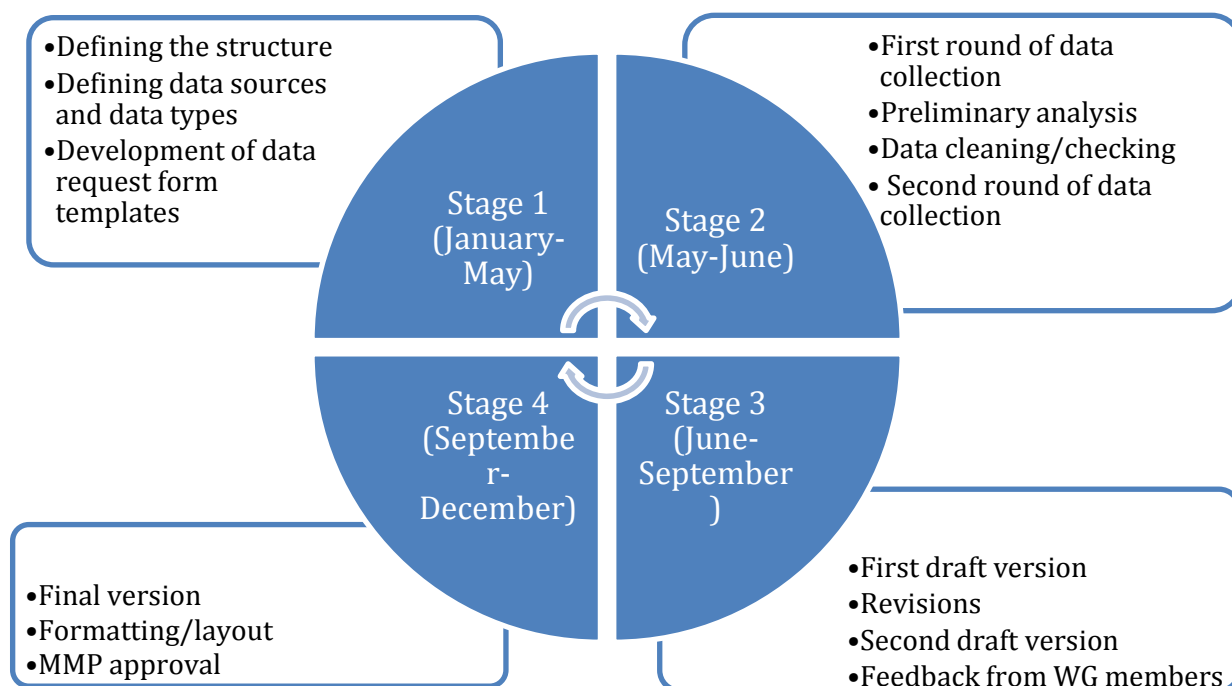 •Defining the structure
•Defining data sources
and data types
•Development of data
request form
templates
•First round of data
collection
•Preliminary analysis
•Data cleaning/checking
• Second round of data
collection
Stage 1
(January-
May)
Stage 2
(May-June)
Stage 4
(Septembe
r-
December)
Stage 3
(June-
September
)
•Final version
•Formatting/layout
•MMP approval
•First draft version
•Revisions
•Second draft version
•Feedback from WG members